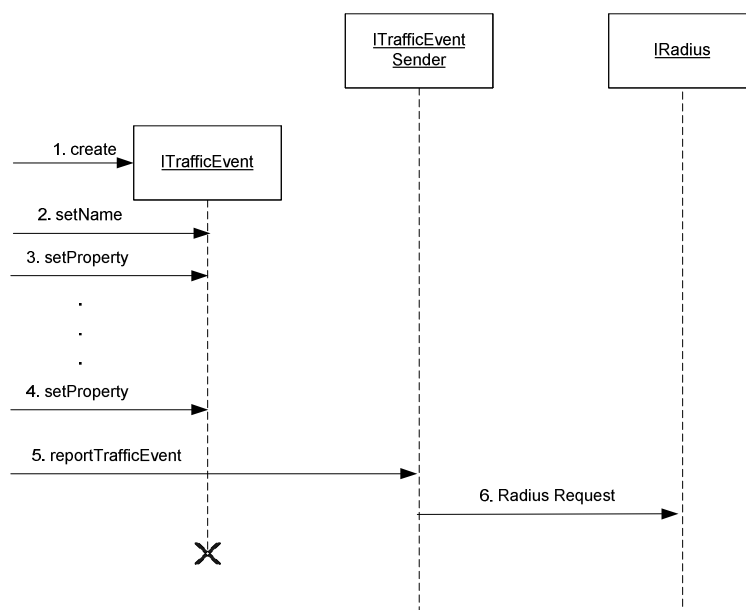 ITrafficEvent
Sender
IRadius
1. create
ITrafficEvent
2. setName
3. setProperty
.
.
.
4. setProperty
5. reportTrafficEvent
6. Radius Request